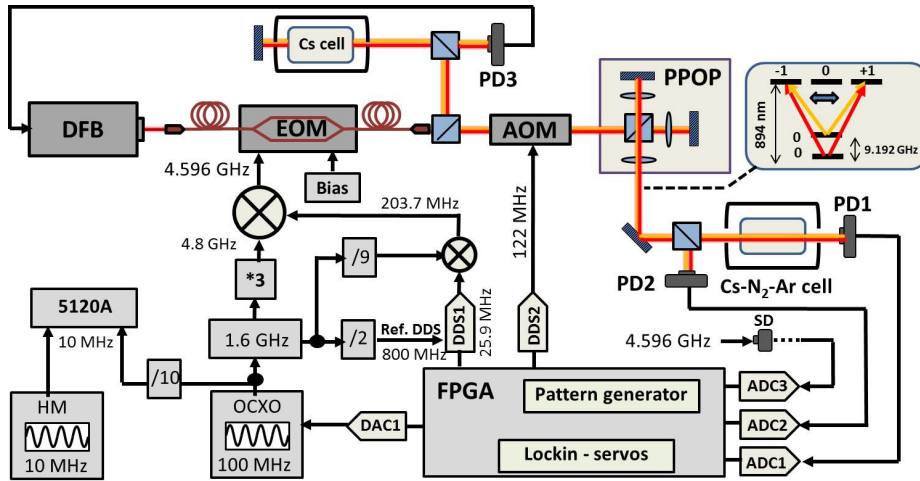 Cs cell
PD3
PPOP
-1 0 +1
894 nm
0
0
9.192 GHz
DFB
EOM
AOM
4.596 GHz
Bias
203.7 MHz
122 MHz
4.8 GHz
/9
*3
PD1
PD2
Cs-N₂-Ar cell
5120A
10 MHz
1.6 GHz
/2
Ref. DDS
800 MHz
DDS1
25.9 MHz
DDS2
SD
4.596 GHz
/10
HM
10 MHz
OCXO
100 MHz
DAC1
FPGA
Pattern generator
Lockin - servos
ADC3
ADC2
ADC1